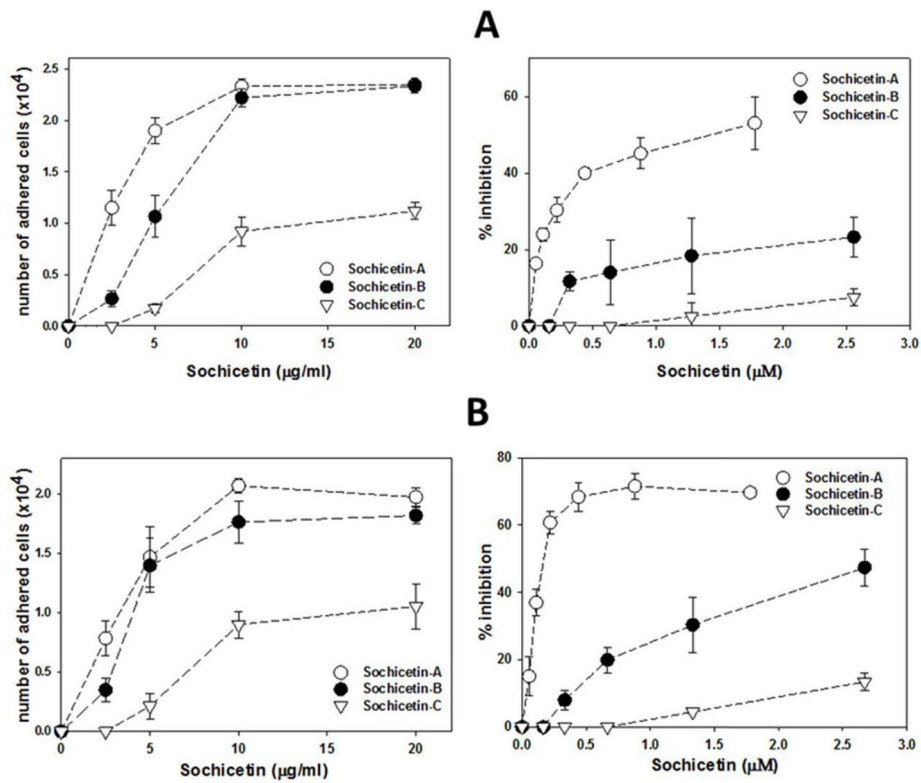 A
number of adhered cells (x10⁴)
2.5
2.0
1.5
1.0
0.5
0.0
Sochicetin-A
Sochicetin-B
Sochicetin-C
0 5 10 15 20
Sochicetin (µg/ml)
% inhibition
60
40
20
0
Sochicetin-A
Sochicetin-B
Sochicetin-C
0.0 0.5 1.0 1.5 2.0 2.5 3.0
Sochicetin (µM)
B
number of adhered cells (x10⁴)
2.0
1.5
1.0
0.5
0.0
Sochicetin-A
Sochicetin-B
Sochicetin-C
0 5 10 15 20
Sochicetin (µg/ml)
% inhibition
80
60
40
20
0
Sochicetin-A
Sochicetin-B
Sochicetin-C
0.0 0.5 1.0 1.5 2.0 2.5 3.0
Sochicetin (µM)